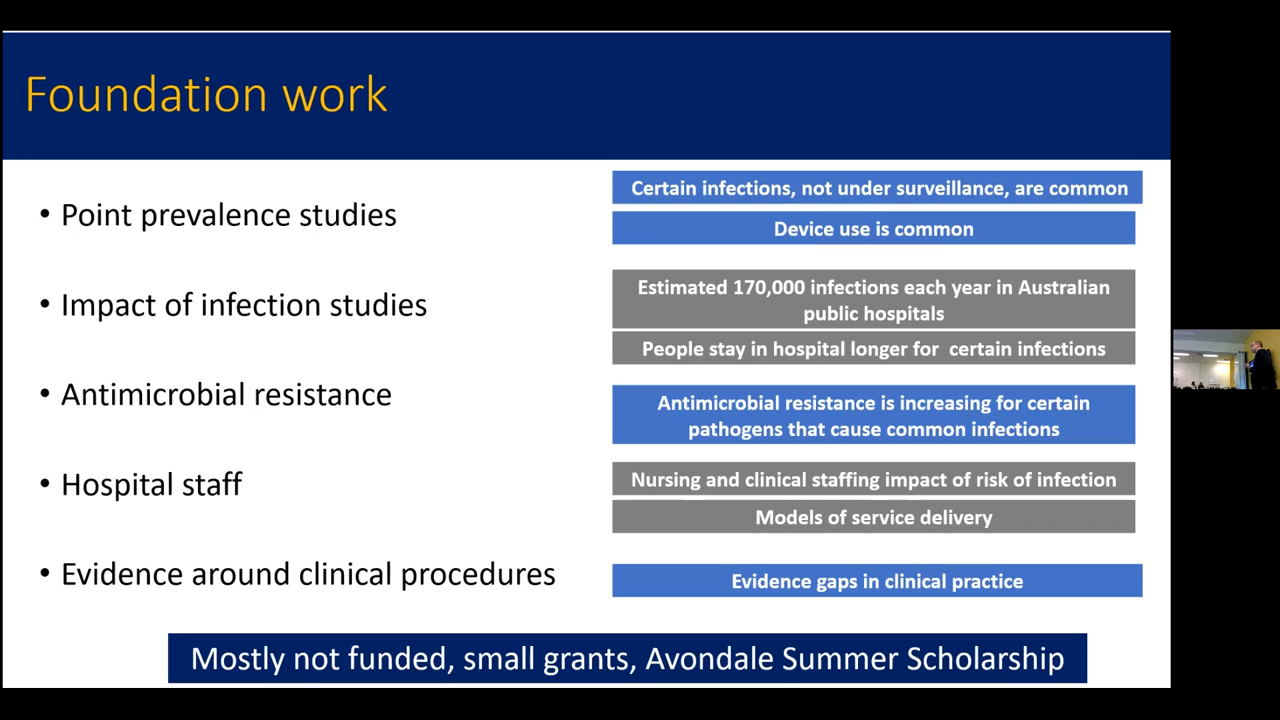 Foundation work
• Point prevalence studies
Certain infections, not under surveillance, are common
Device use is common
• Impact of infection studies
Estimated 170,000 infections each year in Australian
public hospitals
People stay in hospital longer for certain infections
• Antimicrobial resistance
Antimicrobial resistance is increasing for certain
pathogens that cause common infections
• Hospital staff
Nursing and clinical staffing impact of risk of infection
Models of service delivery
• Evidence around clinical procedures
Evidence gaps in clinical practice
Mostly not funded, small grants, Avondale Summer Scholarship